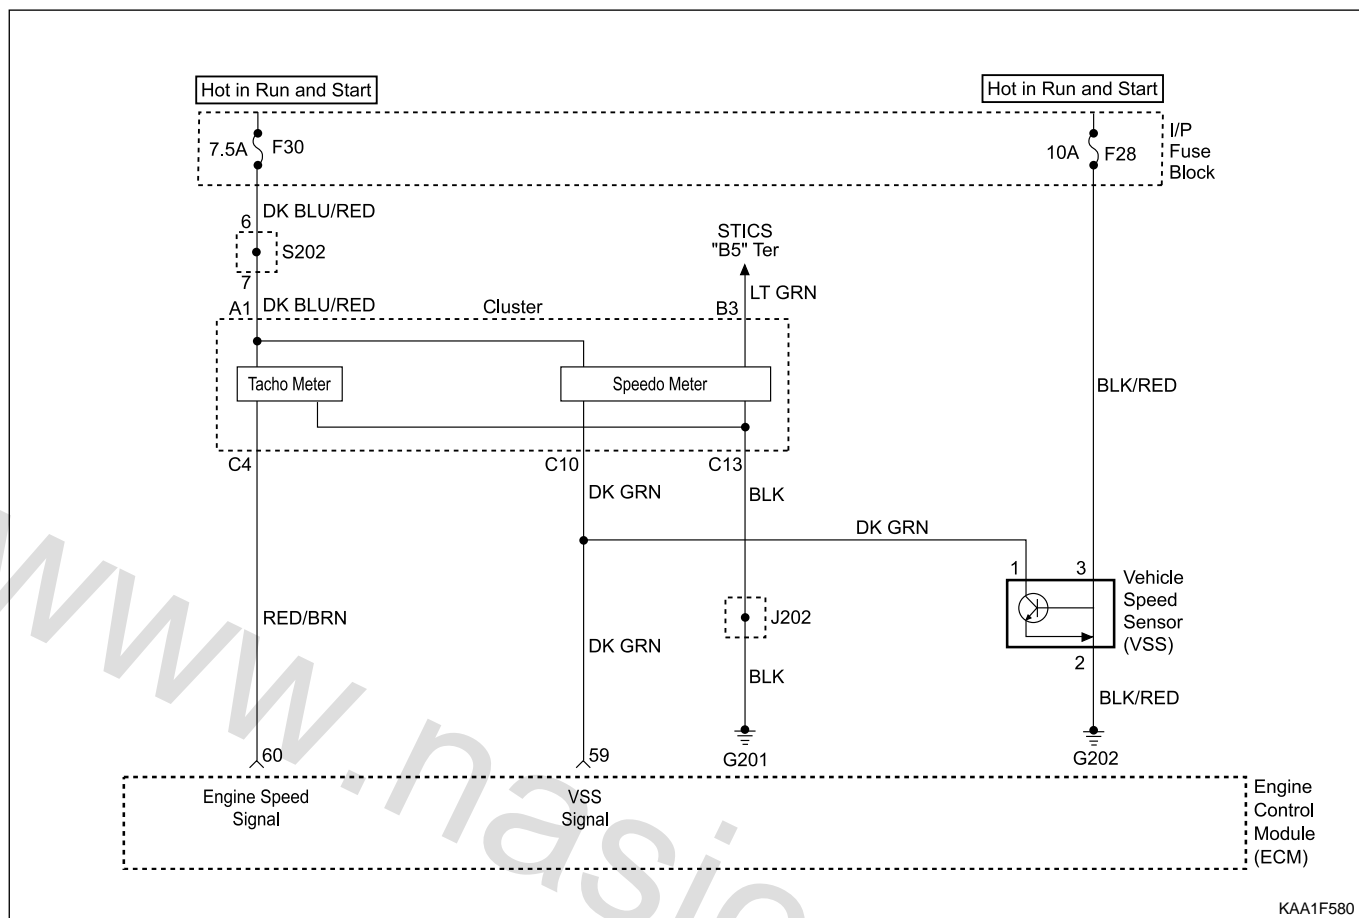 Hot in Run and Start
Hot in Run and Start
7.5A
F30
10A
F28
I/P
Fuse
Block
DK BLU/RED
6
S202
7
STICS
"B5" Ter
LT GRN
A1
DK BLU/RED
Cluster
B3
Tacho Meter
Speedo Meter
BLK/RED
C4
C10
C13
DK GRN
BLK
DK GRN
1
3
Vehicle
Speed
Sensor
(VSS)
RED/BRN
J202
DK GRN
BLK
2
BLK/RED
60
59
G201
G202
Engine Speed
Signal
VSS
Signal
Engine
Control
Module
(ECM)
KAA1F580
www.nasic